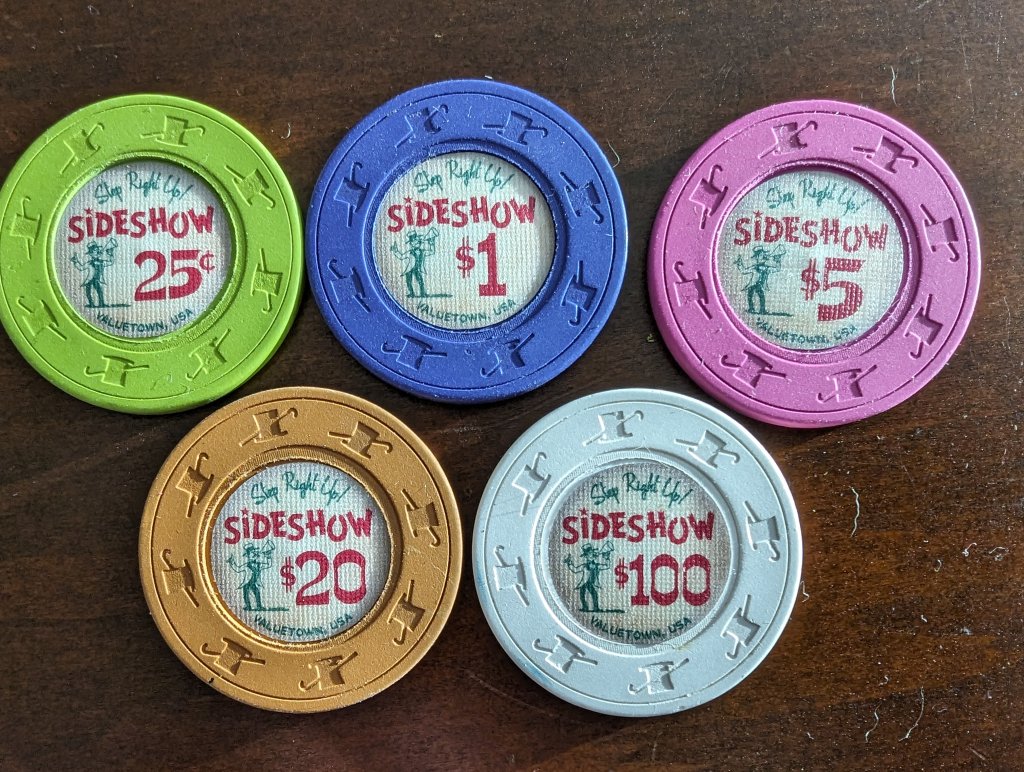 Step Right Up!
SiDESHOW
25¢
VALUETOWN, USA
Step Right Up!
SiDESHOW
$1
VALUETOWN, USA
Step Right Up!
SiDESHOW
$5
VALUETOWN, USA
Step Right Up!
SiDESHOW
$20
VALUETOWN, USA
Step Right Up!
SiDESHOW
$100
VALUETOWN, USA